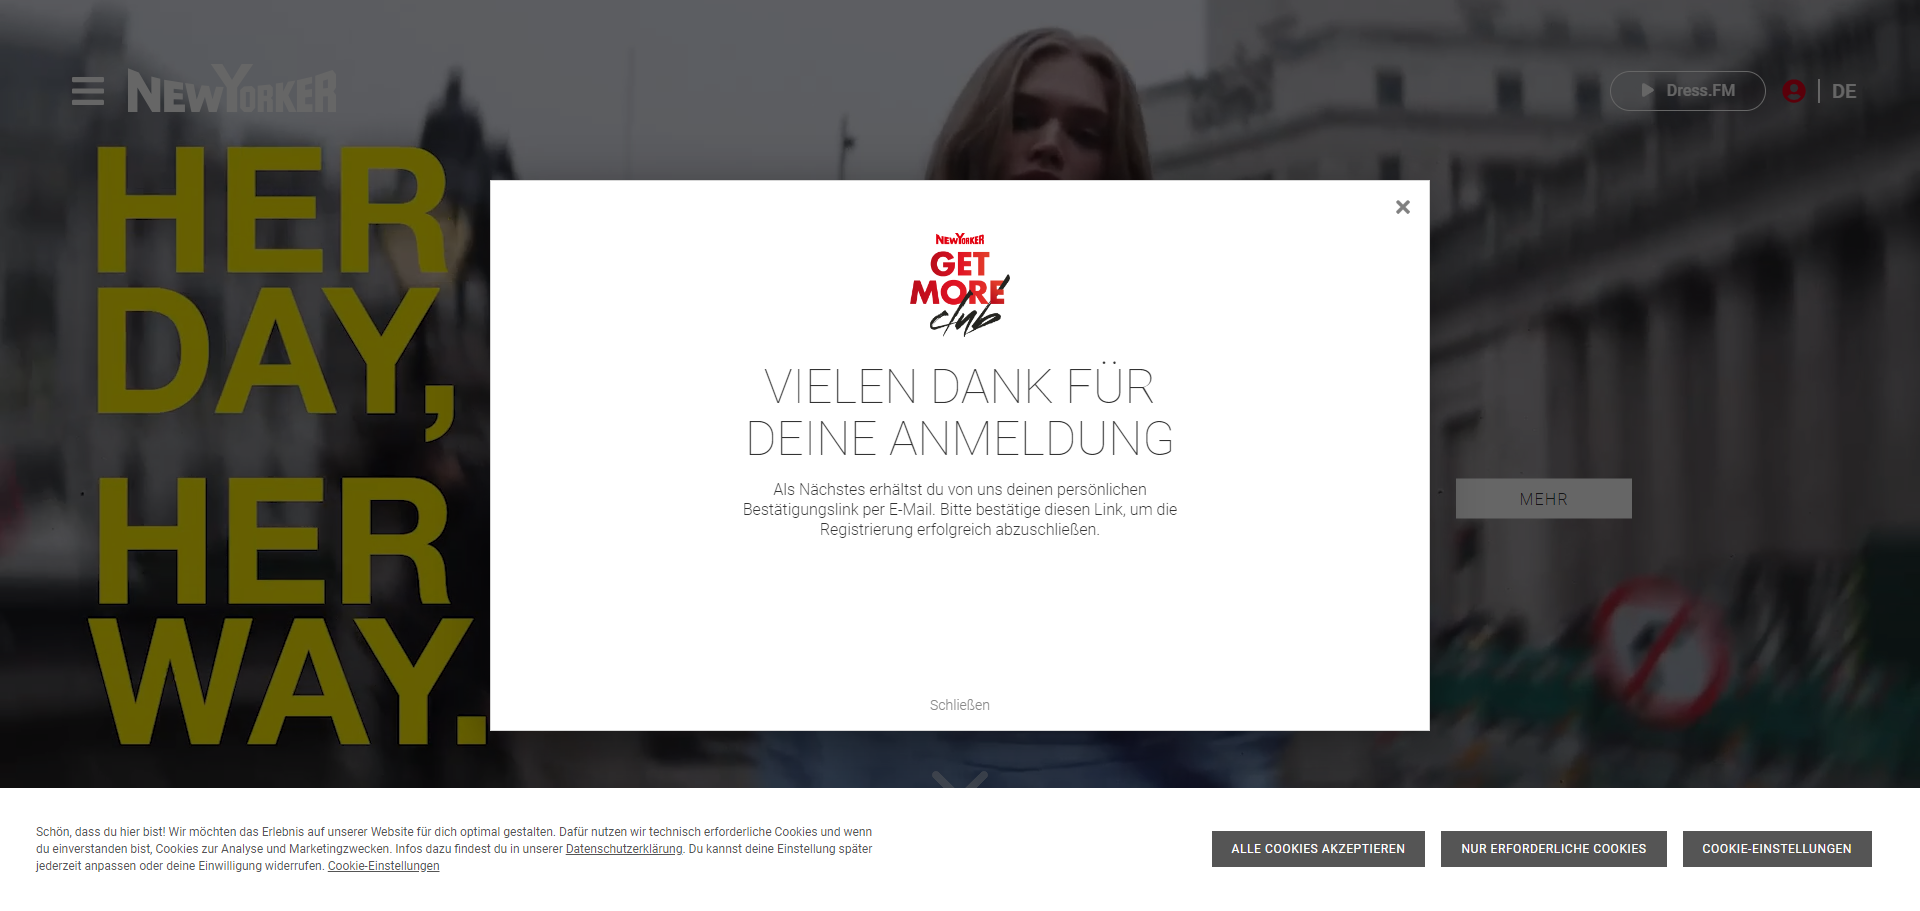 NEWYORKER
Dress.FM
DE
HER
DAY,
HER
WAY.
NEWYORKER
GET
MORE
club
VIELEN DANK FÜR
DEINE ANMELDUNG
Als Nächstes erhältst du von uns deinen persönlichen
Bestätigungslink per E-Mail. Bitte bestätige diesen Link, um die
Registrierung erfolgreich abzuschließen.
Schließen
MEHR
Schön, dass du hier bist! Wir möchten das Erlebnis auf unserer Website für dich optimal gestalten. Dafür nutzen wir technisch erforderliche Cookies und wenn
du einverstanden bist, Cookies zur Analyse und Marketingzwecken. Infos dazu findest du in unserer Datenschutzerklärung. Du kannst deine Einstellung später
jederzeit anpassen oder deine Einwilligung widerrufen. Cookie-Einstellungen
ALLE COOKIES AKZEPTIEREN
NUR ERFORDERLICHE COOKIES
COOKIE-EINSTELLUNGEN